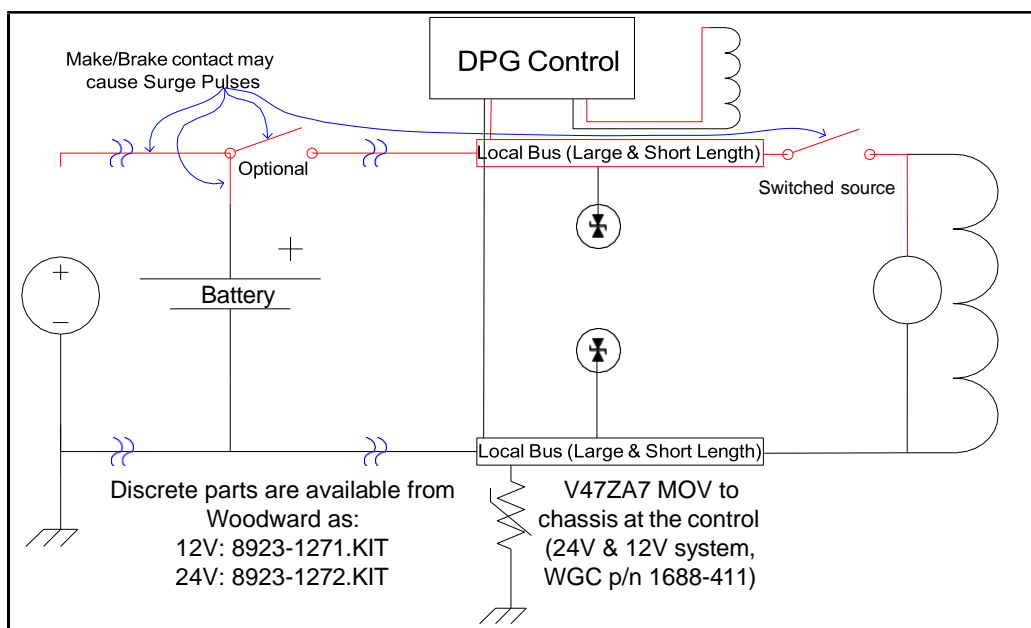 DPG Control
Make/Brake contact may
cause Surge Pulses
Local Bus (Large & Short Length)
Optional
Switched source
+
+
Battery
–
Local Bus (Large & Short Length)
Discrete parts are available from
Woodward as:
12V: 8923-1271.KIT
24V: 8923-1272.KIT
V47ZA7 MOV to
chassis at the control
(24V & 12V system,
WGC p/n 1688-411)